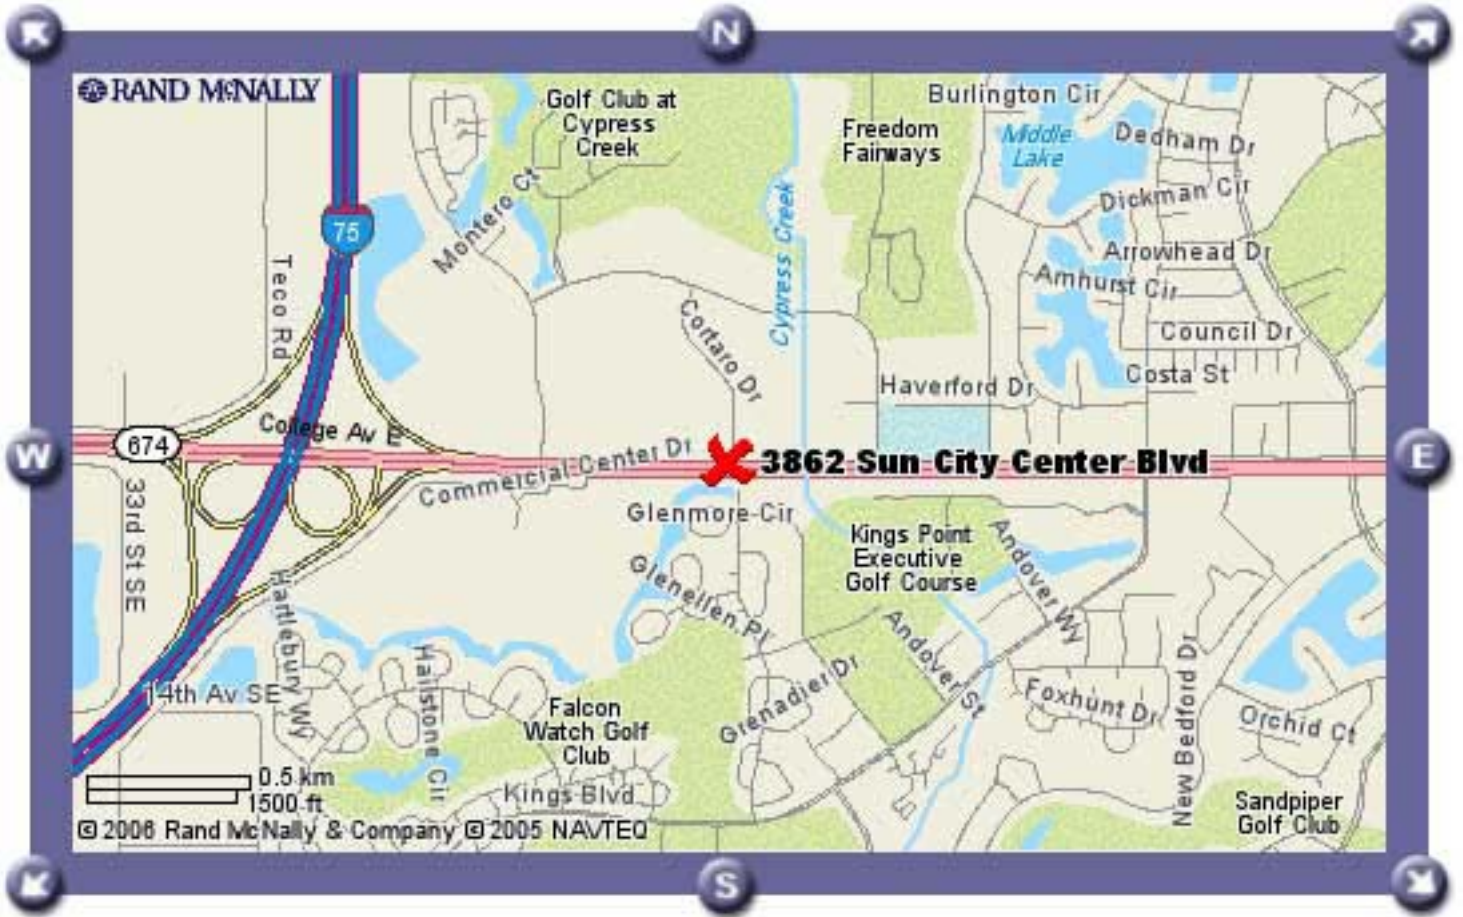 N
RAND McNALLY
Golf Club at
Cypress
Creek
Freedom
Fairways
Burlington Cir
Middle
Lake
Dedham Dr
Dickman Cir
Montero Ct
Cypress Creek
75
Teco Rd
Arrowhead Dr
Amhurst Cir
Cortaro Dr
Council Dr
Costa St
Haverford Dr
W
674
College Av E
Commercial Center Dr
3862 Sun City Center Blvd
E
33rd St SE
Glenmore Cir
Kings Point
Executive
Golf Course
Andover Wy
Glenellen Pl
Hartlebury Wy
Hailstone Cir
Andover St
Grenadier Dr
14th Av SE
Foxhunt Dr
New Bedford Dr
Orchid Ct
Falcon
Watch Golf
Club
0.5 km
1500 ft
Kings Blvd
Sandpiper
Golf Club
© 2006 Rand McNally & Company © 2005 NAVTEQ
S